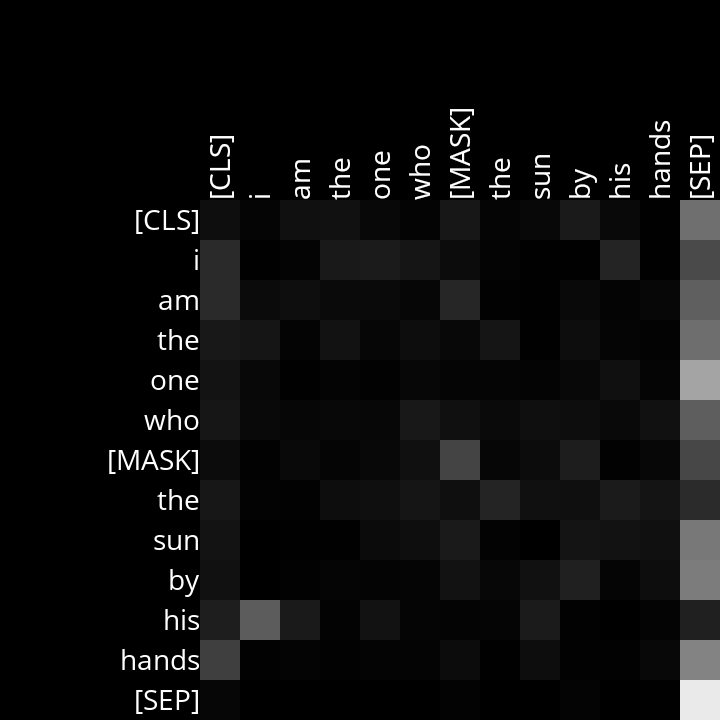 [CLS] i am the one who [MASK] the sun by his hands [SEP]
[CLS]
i
am
the
one
who
[MASK]
the
sun
by
his
hands
[SEP]